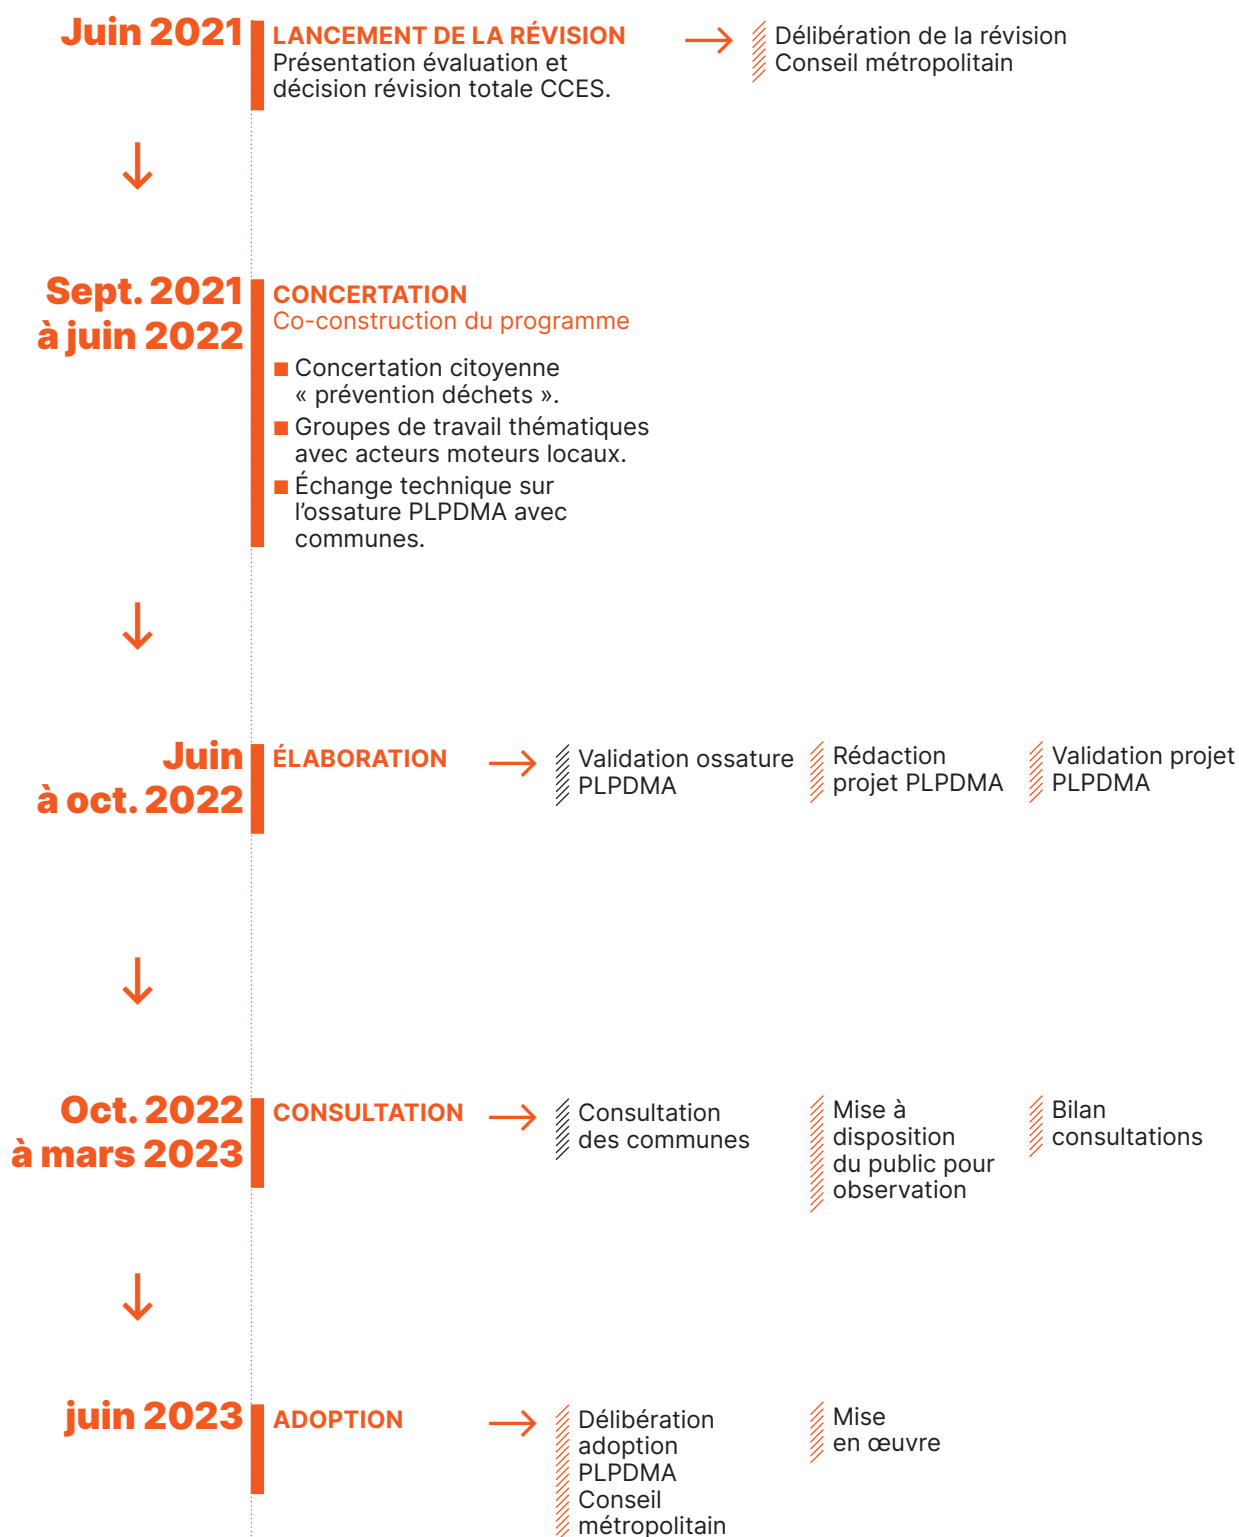 Juin 2021
LANCEMENT DE LA RÉVISION
Présentation évaluation et
décision révision totale CCES.
Délibération de la révision
Conseil métropolitain
Sept. 2021
à juin 2022
CONCERTATION
Co-construction du programme
Concertation citoyenne
« prévention déchets ».
Groupes de travail thématiques
avec acteurs moteurs locaux.
Échange technique sur
l’ossature PLPDMA avec
communes.
Juin
à oct. 2022
ÉLABORATION
Validation ossature
PLPDMA
Rédaction
projet PLPDMA
Validation projet
PLPDMA
Oct. 2022
à mars 2023
CONSULTATION
Consultation
des communes
Mise à
disposition
du public pour
observation
Bilan
consultations
juin 2023
ADOPTION
Délibération
adoption
PLPDMA
Conseil
métropolitain
Mise
en œuvre